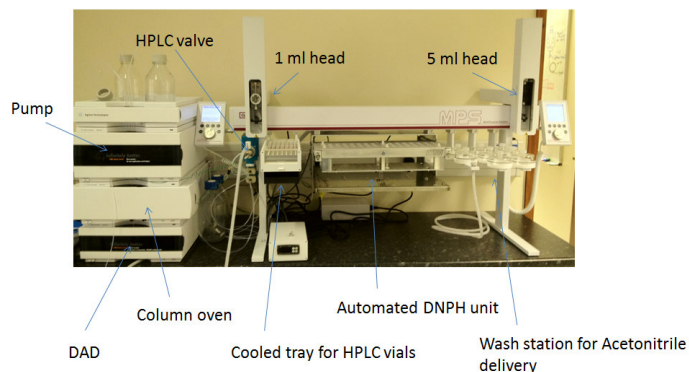 HPLC valve
1 ml head
5 ml head
Pump
MPS
Automated DNPH unit
Column oven
Wash station for Acetonitrile
delivery
DAD
Cooled tray for HPLC vials